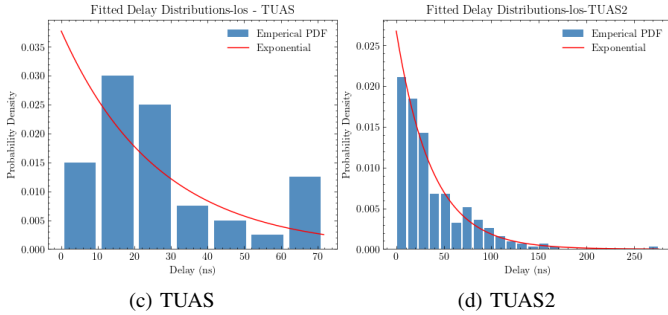 Fitted Delay Distributions-los - TUAS
Emperical PDF
Exponential
Probability Density
0.035
0.030
0.025
0.020
0.015
0.010
0.005
0.000
0 10 20 30 40 50 60 70
Delay (ns)
(c) TUAS
Fitted Delay Distributions-los-TUAS2
Emperical PDF
Exponential
Probability Density
0.025
0.020
0.015
0.010
0.005
0.000
0 50 100 150 200 250
Delay (ns)
(d) TUAS2